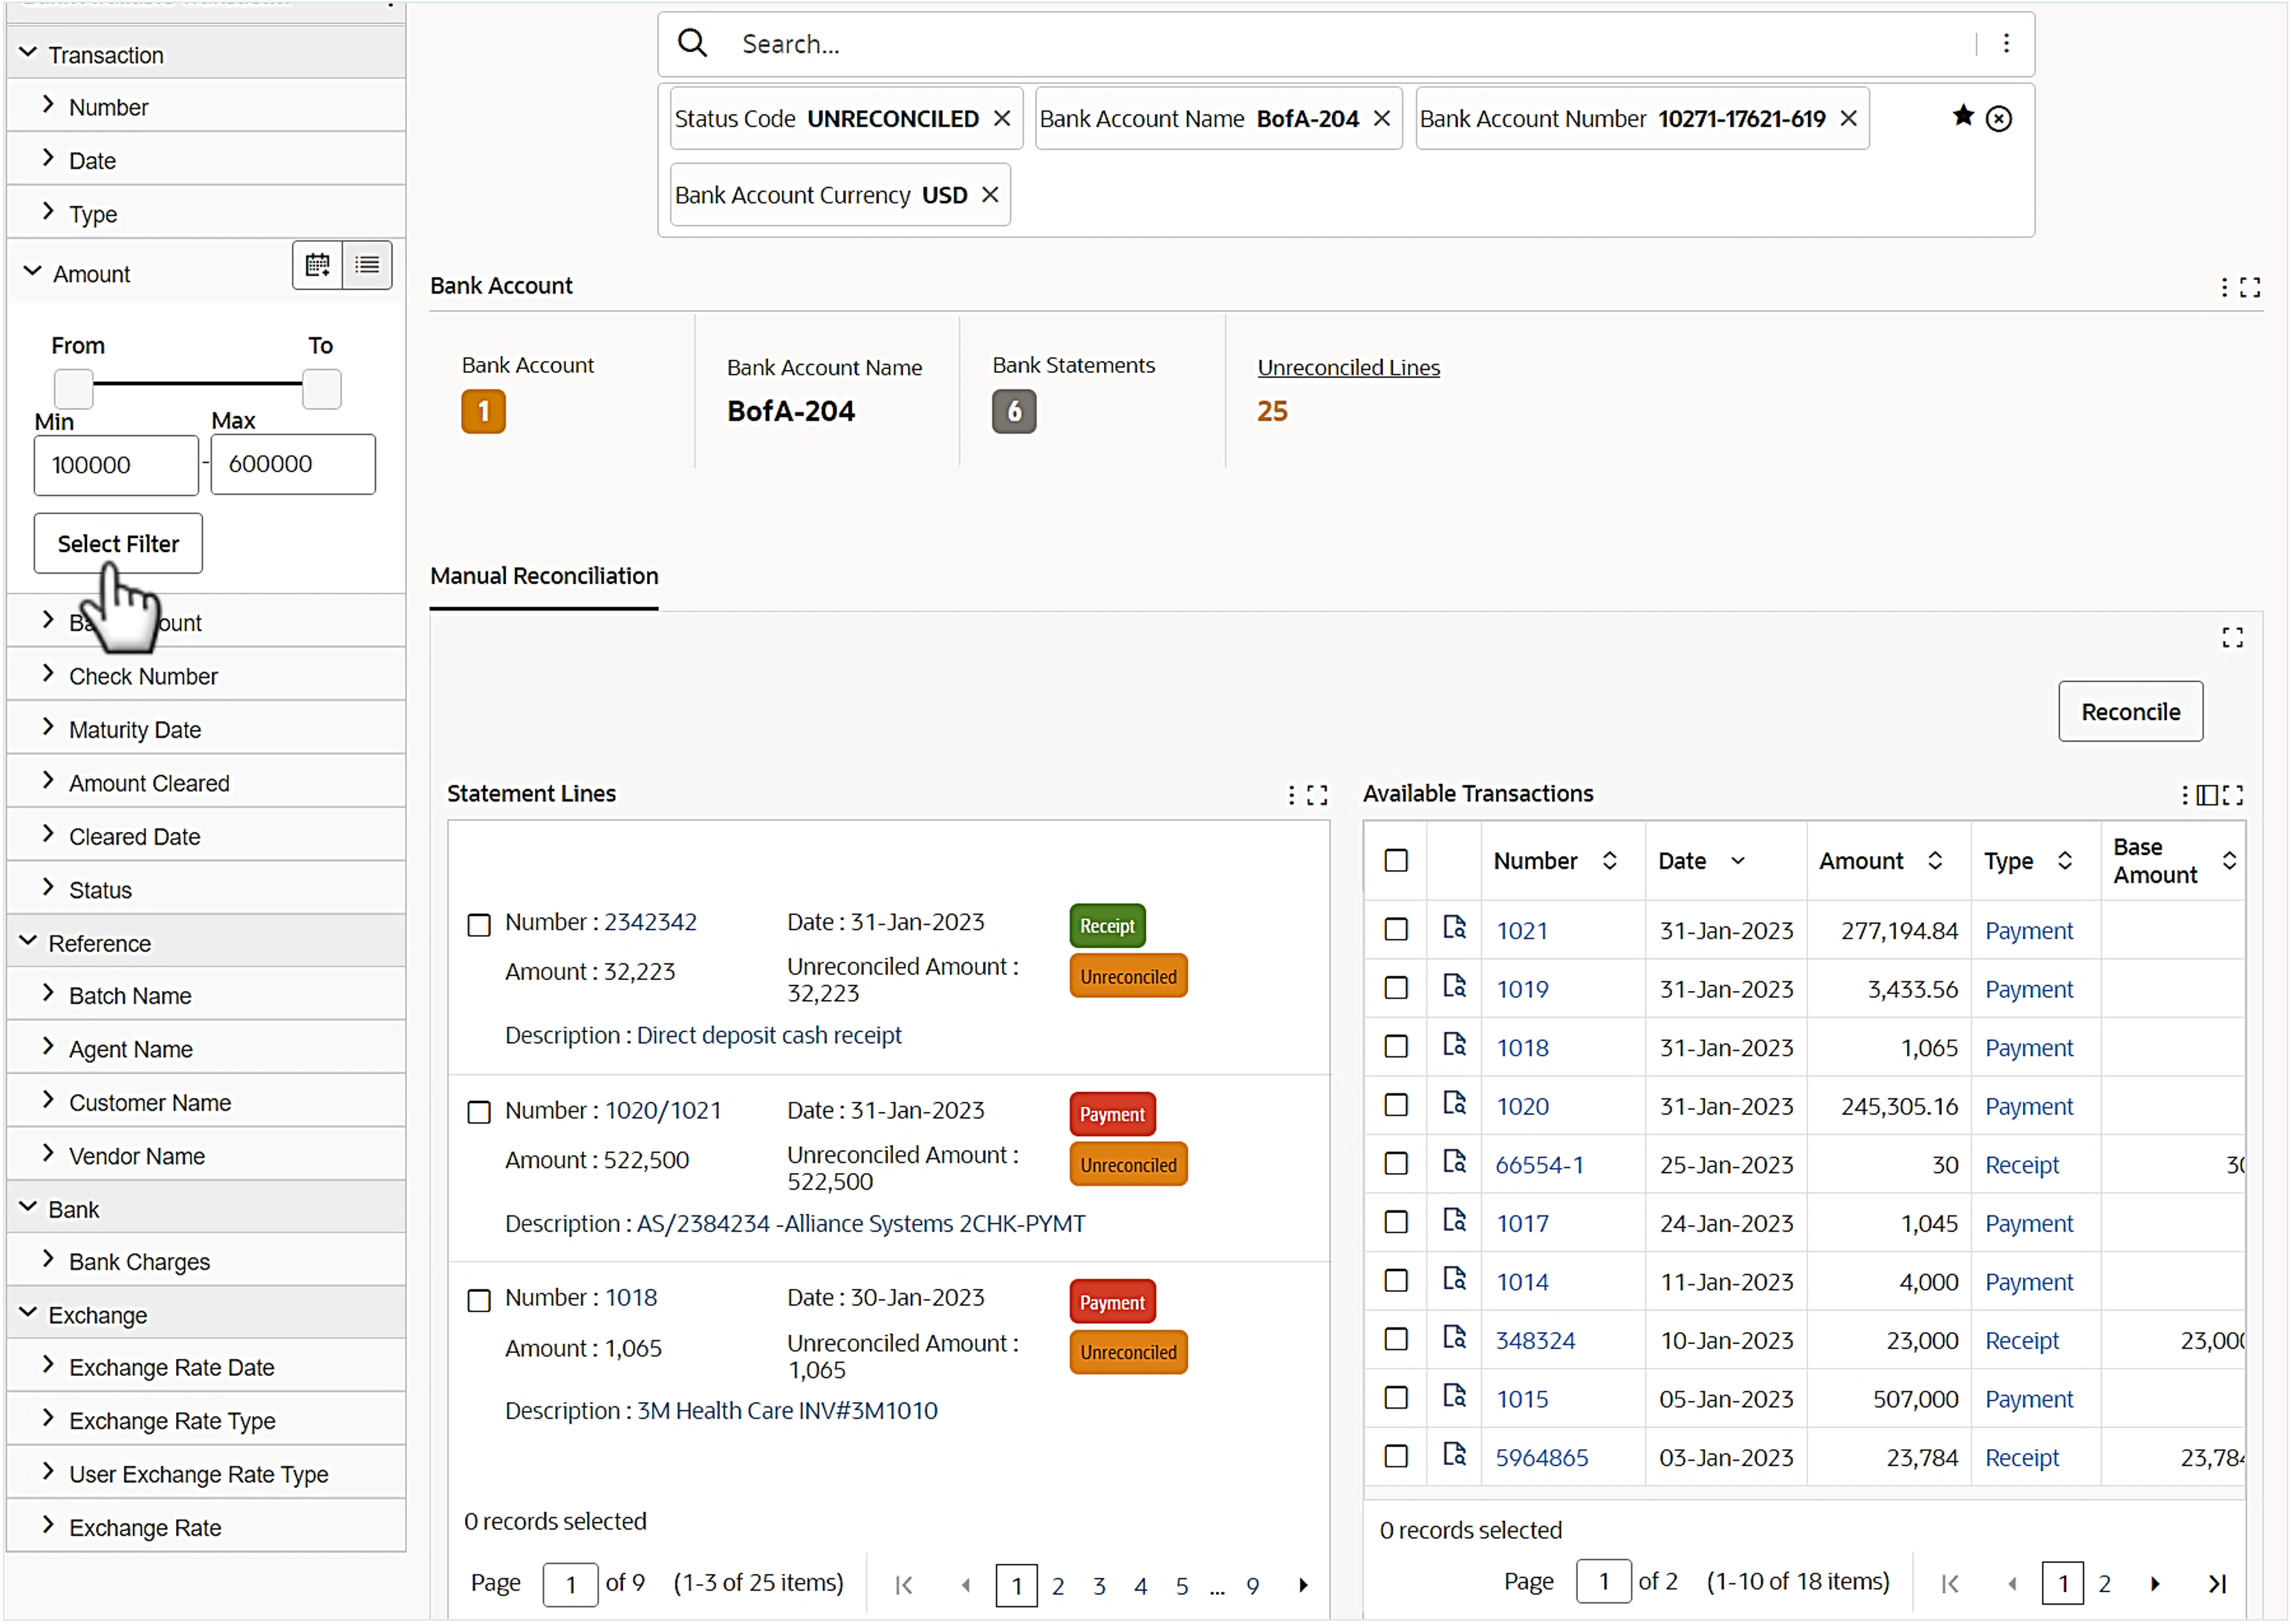 Transaction
Number
Date
Type
Amount
From To
Min Max
100000 - 600000
Select Filter
Check Number
Maturity Date
Amount Cleared
Cleared Date
Status
Reference
Batch Name
Agent Name
Customer Name
Vendor Name
Bank
Bank Charges
Exchange
Exchange Rate Date
Exchange Rate Type
User Exchange Rate Type
Exchange Rate
Search...
Status Code UNRECONCILED Bank Account Name BofA-204 Bank Account Number 10271-17621-619
Bank Account Currency USD
Bank Account
Bank Account Bank Account Name Bank Statements Unreconciled Lines
1 BofA-204 6 25
Manual Reconciliation
Reconcile
Statement Lines
Number : 2342342 Date : 31-Jan-2023 Receipt
Amount : 32,223 Unreconciled Amount : Unreconciled
32,223
Description : Direct deposit cash receipt
Number : 1020/1021 Date : 31-Jan-2023 Payment
Amount : 522,500 Unreconciled Amount : Unreconciled
522,500
Description : AS/2384234 -Alliance Systems 2CHK-PYMT
Number : 1018 Date : 30-Jan-2023 Payment
Amount : 1,065 Unreconciled Amount : Unreconciled
1,065
Description : 3M Health Care INV#3M1010
0 records selected
Page 1 of 9 (1-3 of 25 items) 1 2 3 4 5 ... 9
Available Transactions
Number Date Amount Type Base Amount
1021 31-Jan-2023 277,194.84 Payment
1019 31-Jan-2023 3,433.56 Payment
1018 31-Jan-2023 1,065 Payment
1020 31-Jan-2023 245,305.16 Payment
66554-1 25-Jan-2023 30 Receipt 30
1017 24-Jan-2023 1,045 Payment
1014 11-Jan-2023 4,000 Payment
348324 10-Jan-2023 23,000 Receipt 23,000
1015 05-Jan-2023 507,000 Payment
5964865 03-Jan-2023 23,784 Receipt 23,784
0 records selected
Page 1 of 2 (1-10 of 18 items) 1 2